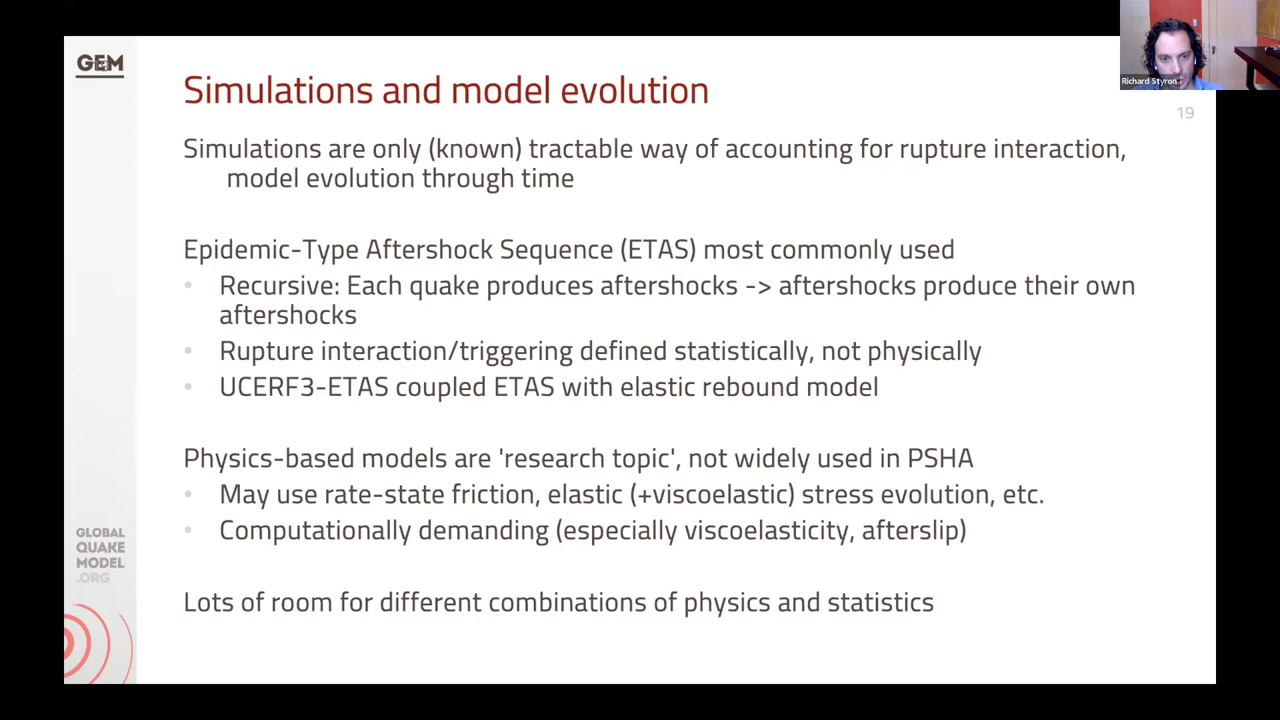 GEM
Simulations and model evolution
Richard Styron
19
Simulations are only (known) tractable way of accounting for rupture interaction,
model evolution through time
Epidemic-Type Aftershock Sequence (ETAS) most commonly used
• Recursive: Each quake produces aftershocks -> aftershocks produce their own
aftershocks
• Rupture interaction/triggering defined statistically, not physically
• UCERF3-ETAS coupled ETAS with elastic rebound model
Physics-based models are 'research topic', not widely used in PSHA
• May use rate-state friction, elastic (+viscoelastic) stress evolution, etc.
• Computationally demanding (especially viscoelasticity, afterslip)
Lots of room for different combinations of physics and statistics
GLOBAL
QUAKE
MODEL
.ORG